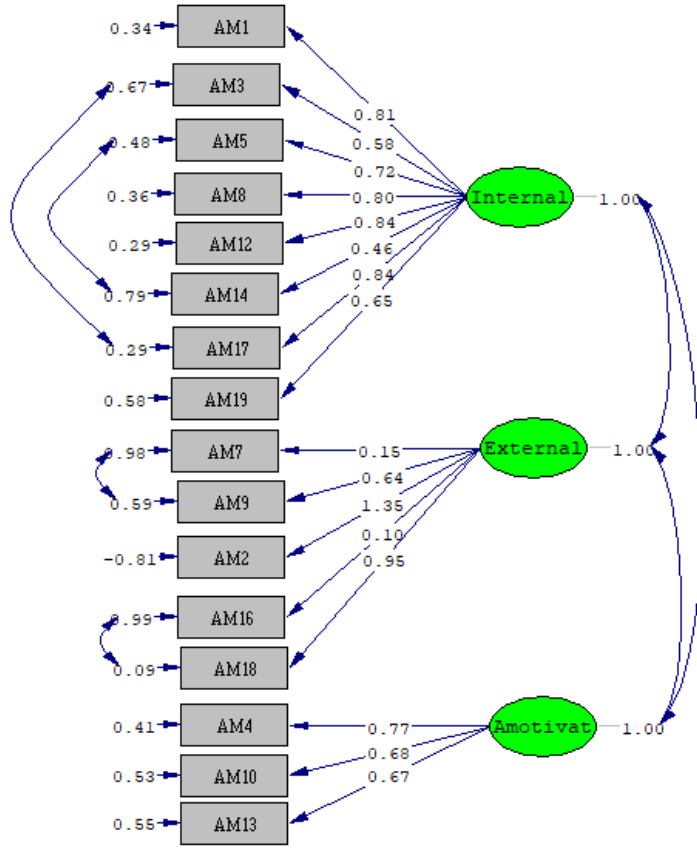 0.34 AM1
0.67 AM3
0.81
0.48 AM5
0.58
0.72
0.36 AM8 0.80 Internal 1.00
0.29 AM12 0.84
0.46
0.79 AM14 0.84
0.65
0.29 AM17
0.58 AM19
0.98 AM7 0.15 External 1.00
0.64
0.59 AM9 1.35
0.10
-0.81 AM2 0.95
0.99 AM16
0.09 AM18
0.41 AM4 0.77 Amotivat 1.00
0.68
0.53 AM10 0.67
0.55 AM13